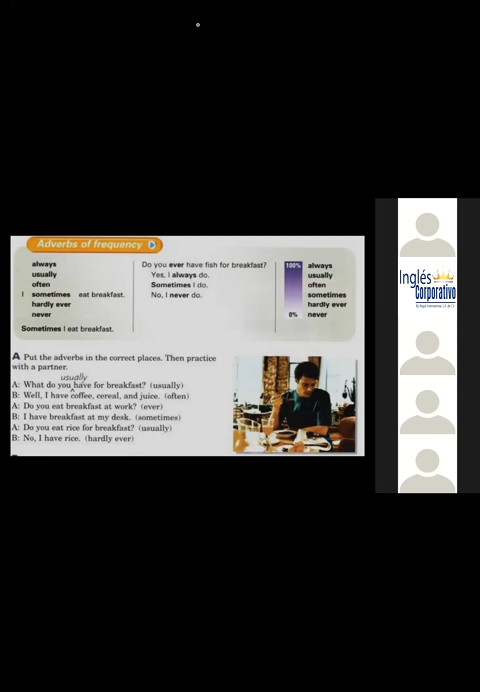 Adverbs of frequency
always
usually
often
I sometimes eat breakfast.
hardly ever
never
Sometimes I eat breakfast.
Do you ever have fish for breakfast?
Yes, I always do.
Sometimes I do.
No, I never do.
100% always
usually
often
sometimes
hardly ever
0% never
A Put the adverbs in the correct places. Then practice
with a partner.
usually
A: What do you ^ have for breakfast? (usually)
B: Well, I have coffee, cereal, and juice. (often)
A: Do you eat breakfast at work? (ever)
B: I have breakfast at my desk. (sometimes)
A: Do you eat rice for breakfast? (usually)
B: No, I have rice. (hardly ever)
Inglés
Corporativo